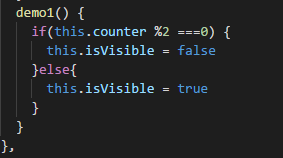 demo1() {
if(this.counter %2 ===0) {
this.isVisible = false
}else{
this.isVisible = true
}
}
},